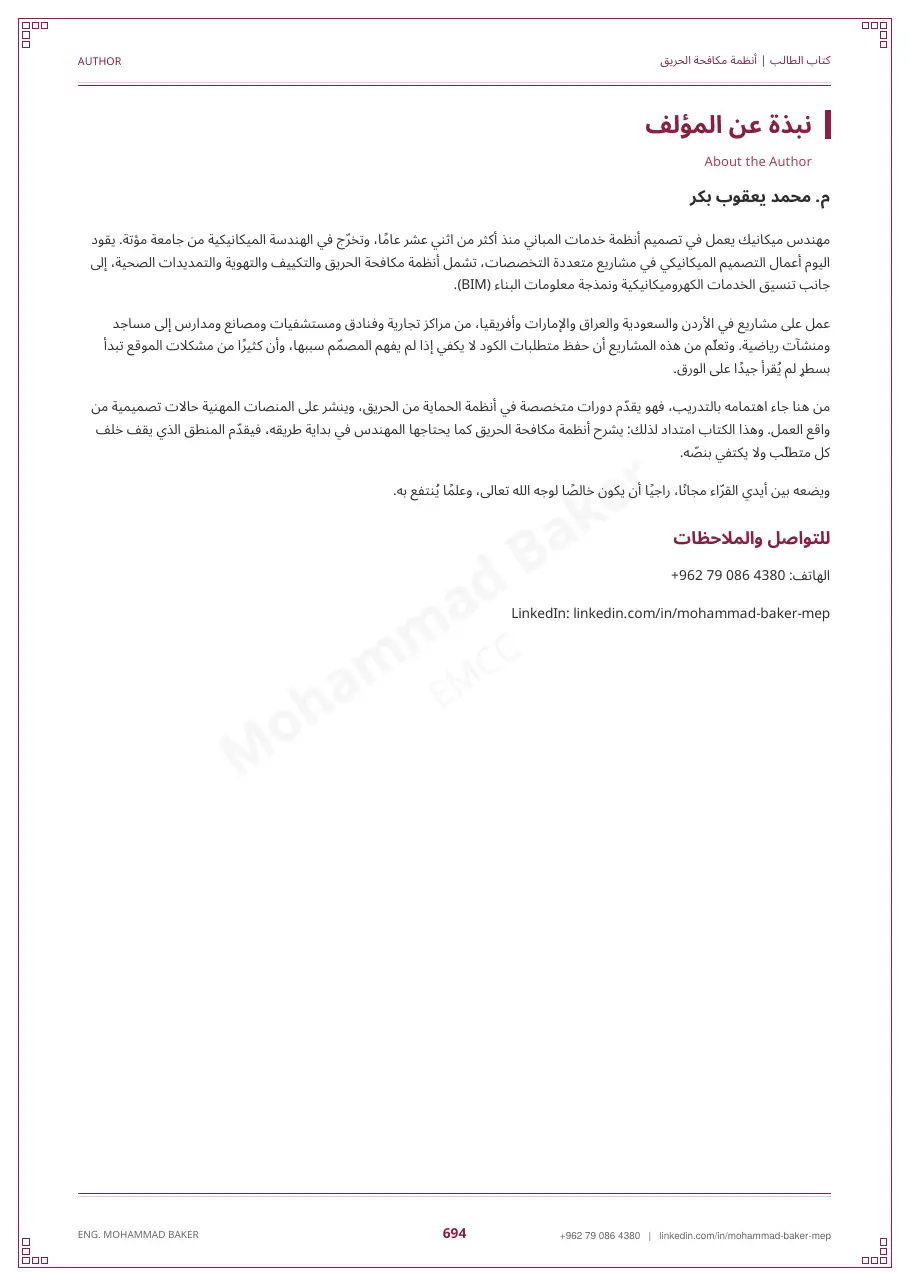 كتاب الطالب | أنظمة مكافحة الحريق
AUTHOR
نبذة عن المؤلف
About the Author
م. محمد يعقوب بكر
مهندس ميكانيك يعمل في تصميم أنظمة خدمات المباني منذ أكثر من اثني عشر عامًا، وتخرّج في الهندسة الميكانيكية من جامعة مؤتة. يقود
اليوم أعمال التصميم الميكانيكي في مشاريع متعددة التخصصات، تشمل أنظمة مكافحة الحريق والتكييف والتهوية والتمديدات الصحية، إلى
جانب تنسيق الخدمات الكهروميكانيكية ونمذجة معلومات البناء (BIM).
عمل على مشاريع في الأردن والسعودية والعراق والإمارات وأفريقيا، من مراكز تجارية وفنادق ومستشفيات ومصانع ومدارس إلى مساجد
ومنشآت رياضية. وتعلّم من هذه المشاريع أن حفظ متطلبات الكود لا يكفي إذا لم يفهم المصمّم سببها، وأن كثيرًا من مشكلات الموقع تبدأ
بسطرٍ لم يُقرأ جيدًا على الورق.
من هنا جاء اهتمامه بالتدريب، فهو يقدّم دورات متخصصة في أنظمة الحماية من الحريق، وينشر على المنصات المهنية حالات تصميمية من
واقع العمل. وهذا الكتاب امتداد لذلك: يشرح أنظمة مكافحة الحريق كما يحتاجها المهندس في بداية طريقه، فيقدّم المنطق الذي يقف خلف
كل متطلّب ولا يكتفي بنصّه.
ويضعه بين أيدي القرّاء مجانًا، راجيًا أن يكون خالصًا لوجه الله تعالى، وعلمًا يُنتفع به.
للتواصل والملاحظات
الهاتف: 4380 086 79 962+
LinkedIn: linkedin.com/in/mohammad-baker-mep
Mohammad Baker
EMCC
ENG. MOHAMMAD BAKER
694
+962 79 086 4380 | linkedin.com/in/mohammad-baker-mep